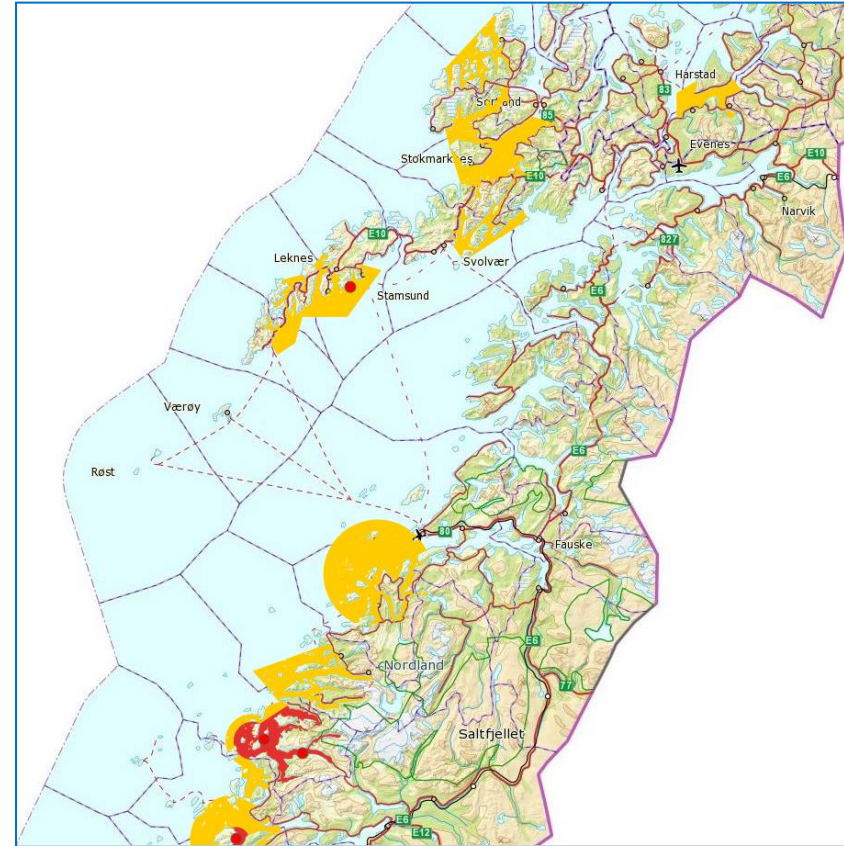 Harstad
83
Sortland
85
Evenes
Stokmarknes
E10
E10
E6
Narvik
E10
827
Leknes
Svolvær
E6
Stamsund
Værøy
E6
Røst
80
Fauske
E6
Nordland
77
Saltfjellet
E6
E12